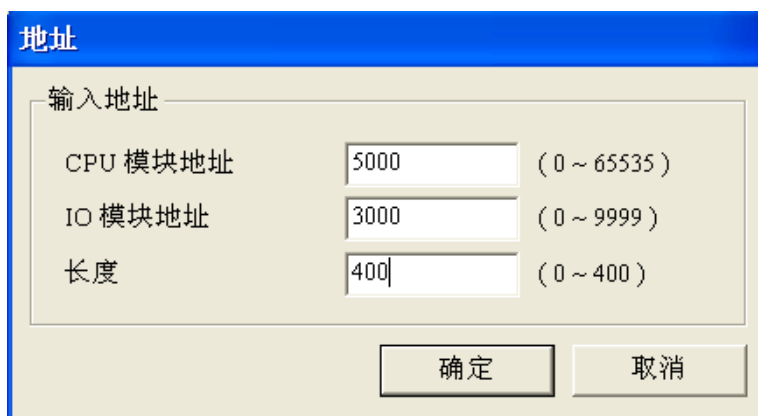 地址
输入地址
CPU 模块地址 5000 (0~65535)
IO 模块地址 3000 (0~9999)
长度 400 (0~400)
确定 取消